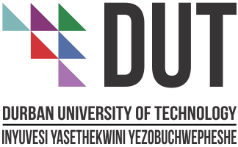 DUT
DURBAN UNIVERSITY OF TECHNOLOGY
INYUVESI YASETHEKWINI YEZOBUCHWEPHESHE